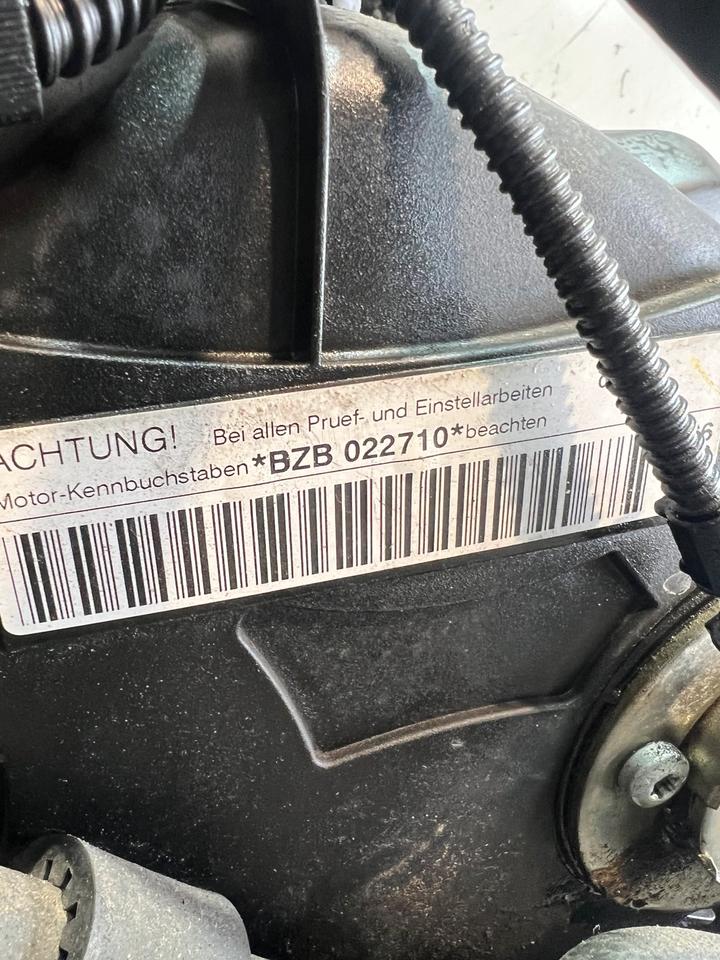 ACHTUNG! Bei allen Pruef- und Einstellarbeiten
Motor-Kennbuchstaben *BZB 022710* beachten